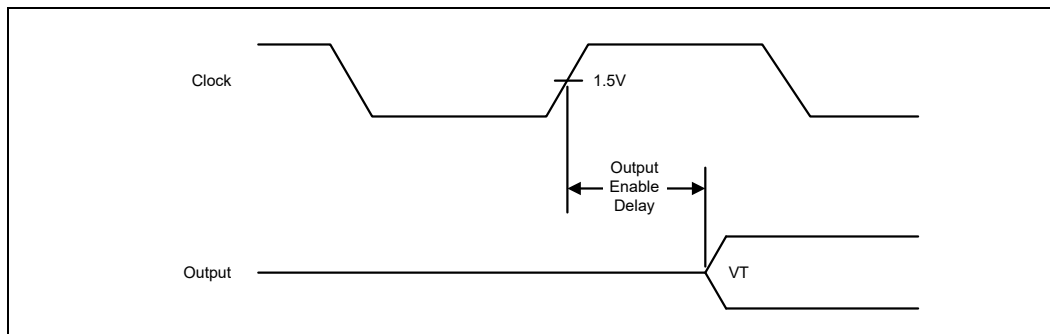 Clock
1.5V
Output
Enable
Delay
Output
VT